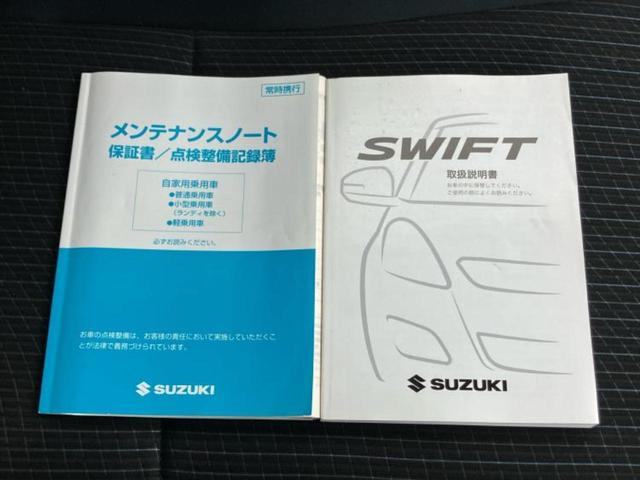 常時携行
メンテナンスノート
保証書／点検整備記録簿
自家用乗用車
●普通乗用車
●小型乗用車
（ランディを除く）
●軽乗用車
必ずお読みください。
お車の点検整備は、お客様の責任において実施していただくこ
とが法律で義務づけられています。
SUZUKI
SWIFT
取扱説明書
お車の中に保管してください。
ご使用の前によくお読みください。
SUZUKI